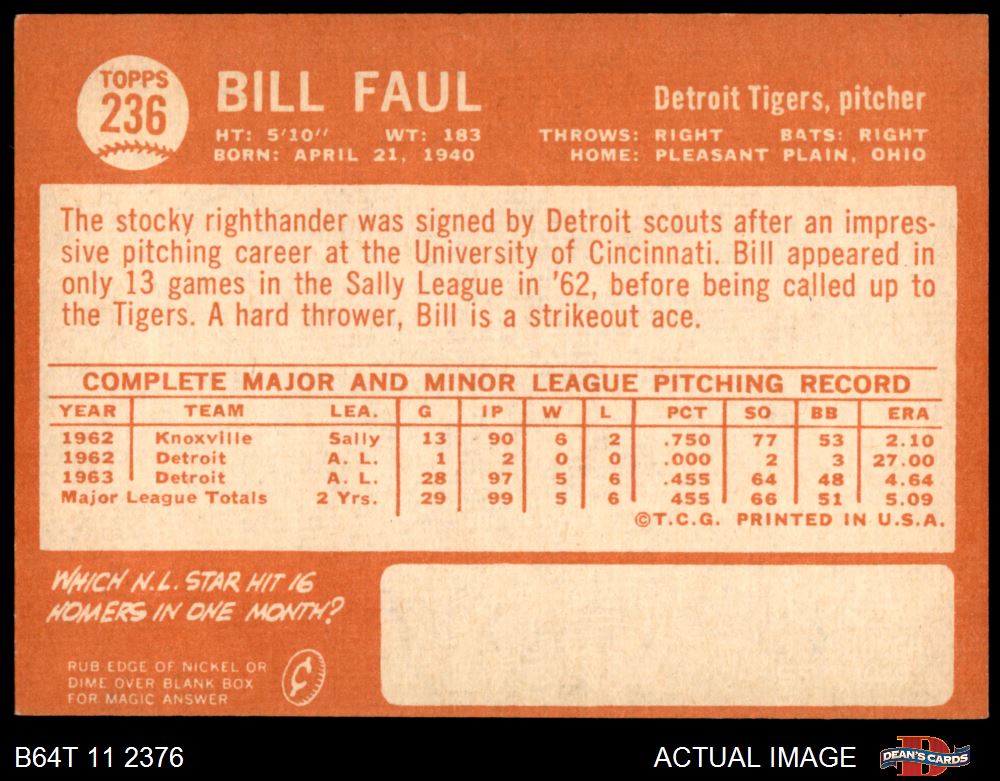 TOPPS
236
BILL FAUL
Detroit Tigers, pitcher
HT: 5'10" WT: 183
THROWS: RIGHT BATS: RIGHT
BORN: APRIL 21, 1940
HOME: PLEASANT PLAIN, OHIO
The stocky righthander was signed by Detroit scouts after an impres-
sive pitching career at the University of Cincinnati. Bill appeared in
only 13 games in the Sally League in '62, before being called up to
the Tigers. A hard thrower, Bill is a strikeout ace.
COMPLETE MAJOR AND MINOR LEAGUE PITCHING RECORD
YEAR TEAM LEA. G IP W L PCT SO BB ERA
1962 Knoxville Sally 13 90 6 2 .750 77 53 2.10
1962 Detroit A. L. 1 2 0 0 .000 2 3 27.00
1963 Detroit A. L. 28 97 5 6 .455 64 48 4.64
Major League Totals 2 Yrs. 29 99 5 6 455 66 51 5.09
©T.C.G. PRINTED IN U.S.A.
WHICH N.L. STAR HIT 16
HOMERS IN ONE MONTH?
RUB EDGE OF NICKEL OR
DIME OVER BLANK BOX
FOR MAGIC ANSWER
¢
B64T 11 2376
ACTUAL IMAGE
DEAN'S CARDS